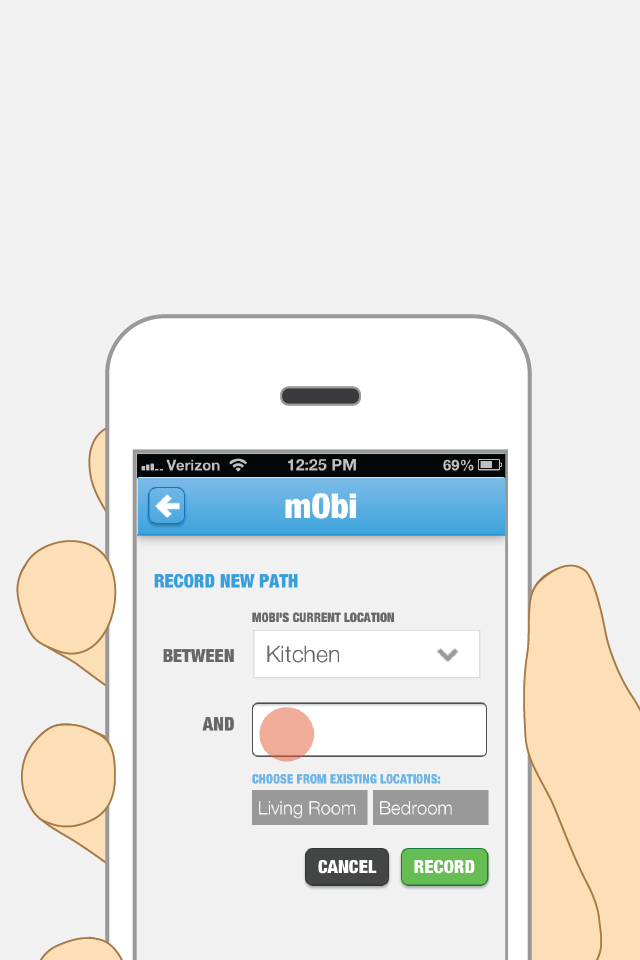 Verizon 12:25 PM 69%
m0bi
RECORD NEW PATH
MOBI'S CURRENT LOCATION
BETWEEN Kitchen
AND
CHOOSE FROM EXISTING LOCATIONS:
Living Room Bedroom
CANCEL RECORD